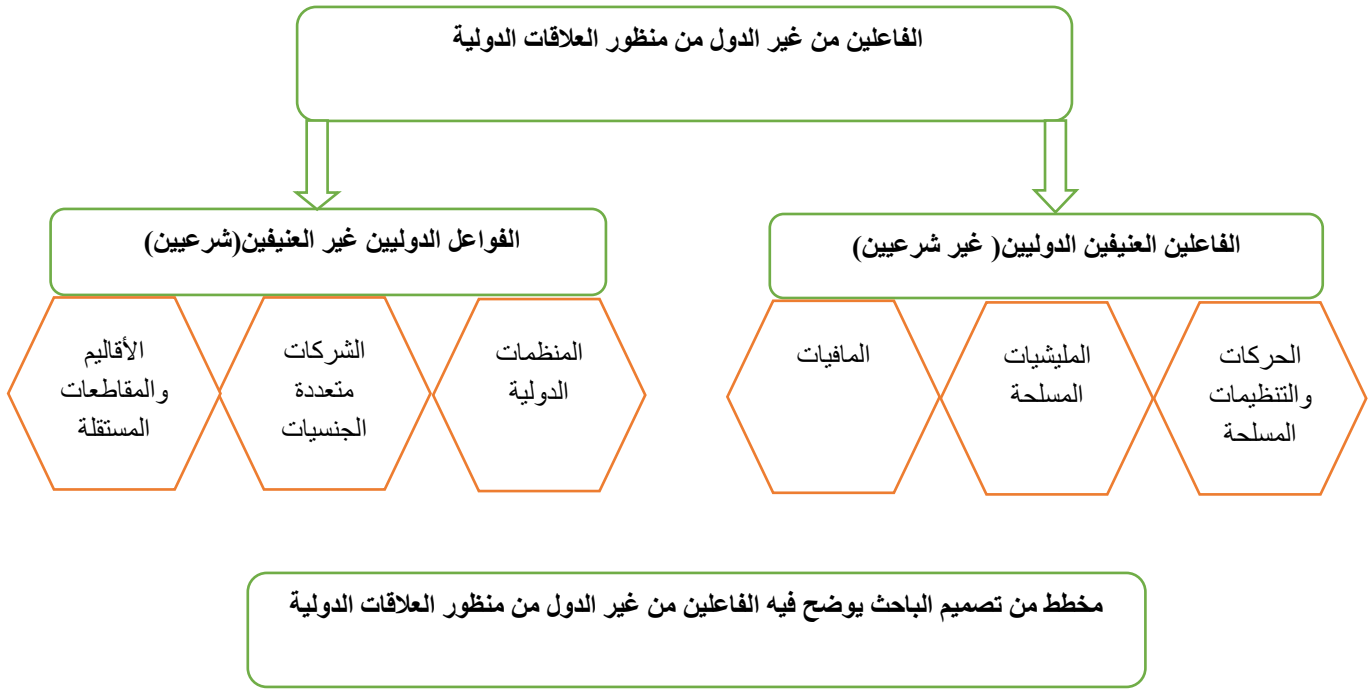 الفاعلين من غير الدول من منظور العلاقات الدولية
الفاعلين العنيفين الدوليين( غير شرعيين)
الحركات
والتنظيمات
المسلحة
المليشيات
المسلحة
المافيات
الفواعل الدوليين غير العنيفين(شرعيين)
المنظمات
الدولية
الشركات
متعددة
الجنسيات
الأقاليم
والمقاطعات
المستقلة
مخطط من تصميم الباحث يوضح فيه الفاعلين من غير الدول من منظور العلاقات الدولية